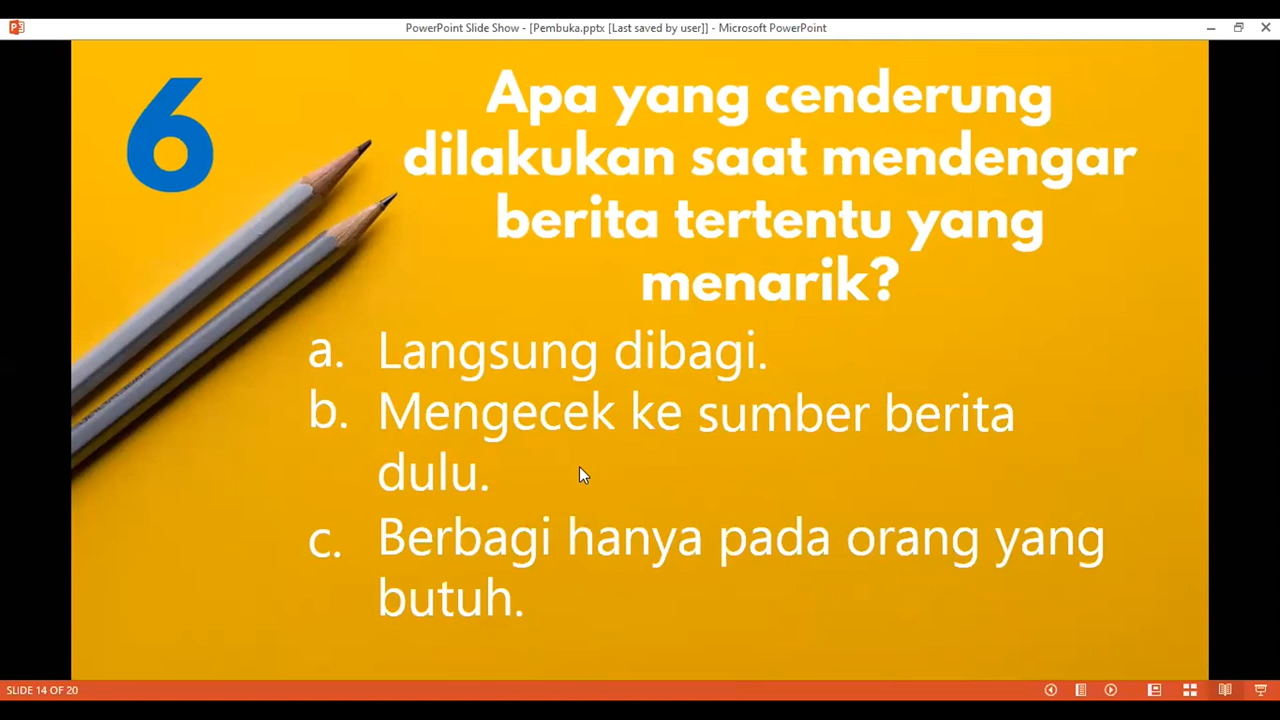 PowerPoint Slide Show - [Pembuka.pptx [Last saved by user]] - Microsoft PowerPoint
6
Apa yang cenderung
dilakukan saat mendengar
berita tertentu yang
menarik?
a. Langsung dibagi.
b. Mengecek ke sumber berita
dulu.
c. Berbagi hanya pada orang yang
butuh.
SLIDE 14 OF 20